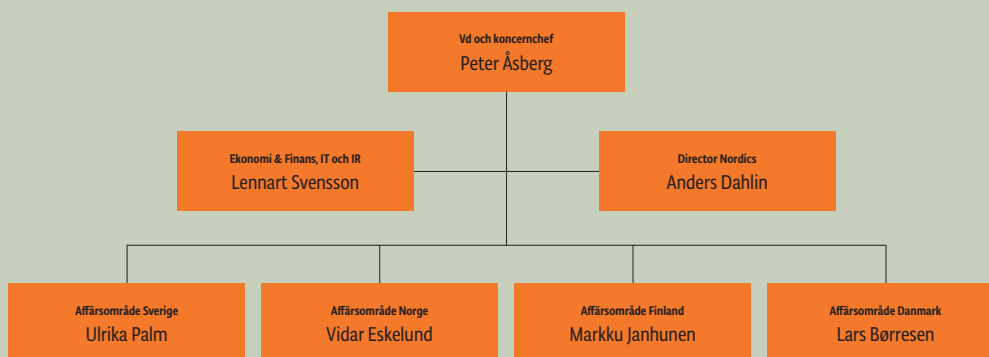 Vd och koncernchef
Peter Åsberg
Ekonomi & Finans, IT och IR
Lennart Svensson
Director Nordics
Anders Dahlin
Affärsområde Sverige
Ulrika Palm
Affärsområde Norge
Vidar Eskelund
Affärsområde Finland
Markku Janhunen
Affärsområde Danmark
Lars Børresen